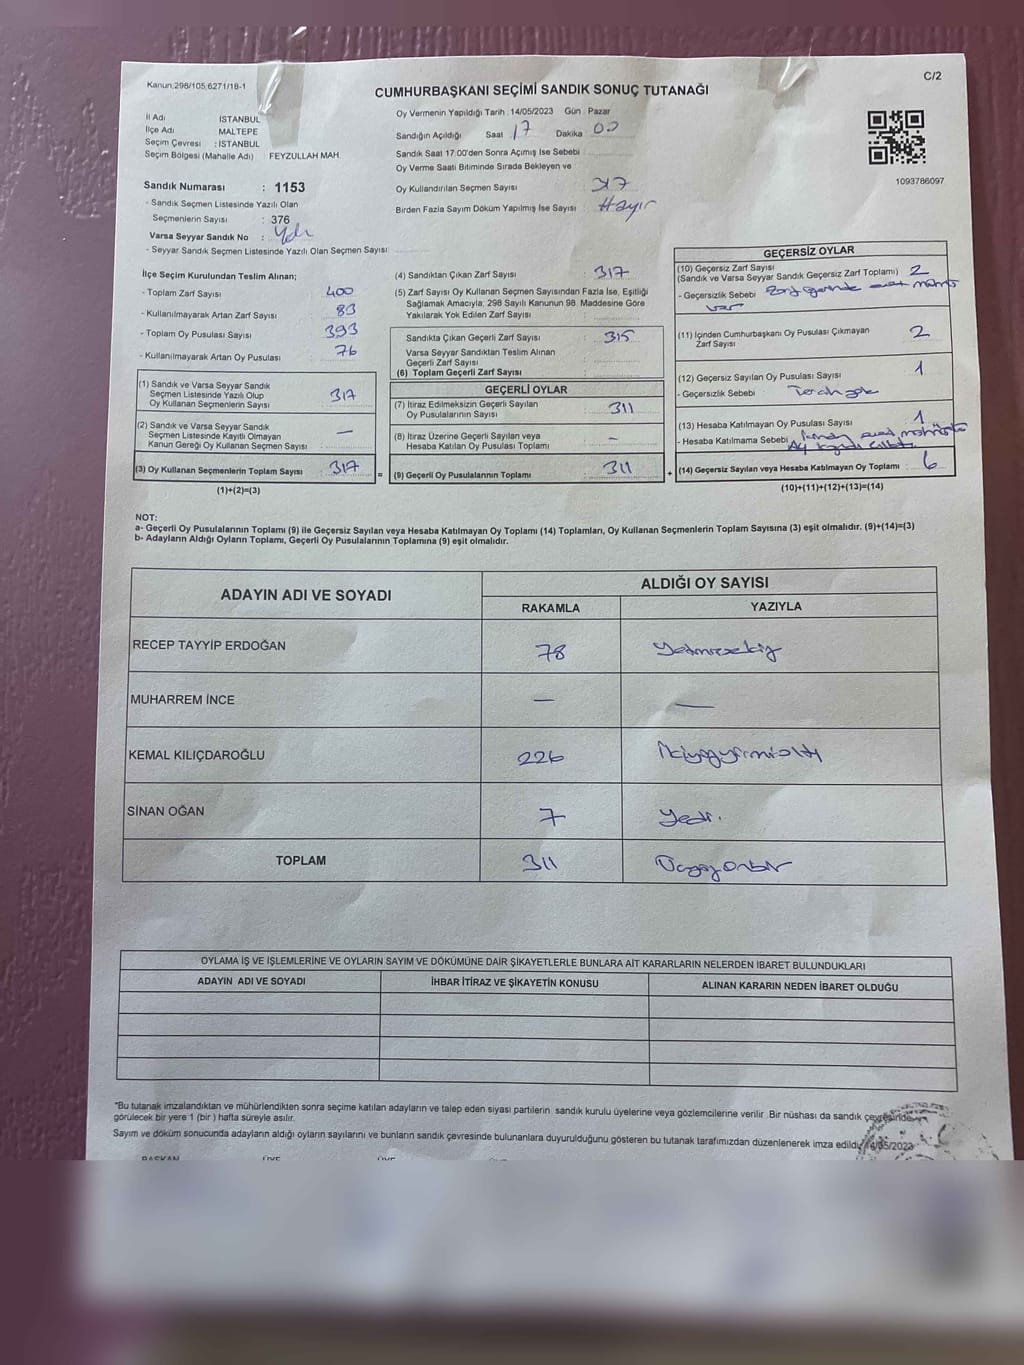 Kanun:298/105;6271/18-1
C/2
CUMHURBAŞKANI SEÇİMİ SANDIK SONUÇ TUTANAĞI
İl Adı İSTANBUL
İlçe Adı MALTEPE
Seçim Çevresi : İSTANBUL
Seçim Bölgesi (Mahalle Adı) FEYZULLAH MAH.
Sandık Numarası : 1153
- Sandık Seçmen Listesinde Yazılı Olan
Seçmenlerin Sayısı : 376
Varsa Seyyar Sandık No :
- Seyyar Sandık Seçmen Listesinde Yazılı Olan Seçmen Sayısı
Oy Vermenin Yapıldığı Tarih : 14/05/2023 Gün : Pazar
Sandığın Açıldığı Saat 17 Dakika 00
Sandık Saat 17:00'den Sonra Açımış İse Sebebi
Oy Verme Saati Bitiminde Sırada Bekleyen ve
Oy Kullandırılan Seçmen Sayısı
Birden Fazla Sayım Döküm Yapılmış İse Sayısı : Hayır
1093786097
İlçe Seçim Kurulundan Teslim Alınan;
- Toplam Zarf Sayısı : 400
- Kullanılmayarak Artan Zarf Sayısı : 83
- Toplam Oy Pusulası Sayısı : 393
- Kullanılmayarak Artan Oy Pusulası : 76
(1) Sandık ve Varsa Seyyar Sandık
Seçmen Listesinde Yazılı Olup
Oy Kullanan Seçmenlerin Sayısı : 317
(2) Sandık ve Varsa Seyyar Sandık
Seçmen Listesinde Kayıtlı Olmayan
Kanun Gereği Oy Kullanan Seçmen Sayısı : —
(3) Oy Kullanan Seçmenlerin Toplam Sayısı : 317
(1)+(2)=(3)
(4) Sandıktan Çıkan Zarf Sayısı : 317
(5) Zarf Sayısı Oy Kullanan Seçmen Sayısından Fazla İse, Eşitliği
Sağlamak Amacıyla; 298 Sayılı Kanunun 98. Maddesine Göre
Yakılarak Yok Edilen Zarf Sayısı
Sandıkta Çıkan Geçerli Zarf Sayısı : 315
Varsa Seyyar Sandıktan Teslim Alınan
Geçerli Zarf Sayısı
(6) Toplam Geçerli Zarf Sayısı
GEÇERLİ OYLAR
(7) İtiraz Edilmeksizin Geçerli Sayılan
Oy Pusulalarının Sayısı : 311
(8) İtiraz Üzerine Geçerli Sayılan veya
Hesaba Katılan Oy Pusulası Toplamı : —
(9) Geçerli Oy Pusulalarının Toplamı : 311
GEÇERSİZ OYLAR
(10) Geçersiz Zarf Sayısı
(Sandık ve Varsa Seyyar Sandık Geçersiz Zarf Toplamı) : 2
- Geçersizlik Sebebi : Zarf üzerinde evet mührü
var
(11) İçinden Cumhurbaşkanı Oy Pusulası Çıkmayan
Zarf Sayısı : 2
(12) Geçersiz Sayılan Oy Pusulası Sayısı : 1
- Geçersizlik Sebebi : Tercih yok
(13) Hesaba Katılmayan Oy Pusulası Sayısı : 1
- Hesaba Katılmama Sebebi : evet mühürsüz
(14) Geçersiz Sayılan veya Hesaba Katılmayan Oy Toplamı : 6
(10)+(11)+(12)+(13)=(14)
NOT:
a- Geçerli Oy Pusulalarının Toplamı (9) ile Geçersiz Sayılan veya Hesaba Katılmayan Oy Toplamı (14) Toplamları, Oy Kullanan Seçmenlerin Toplam Sayısına (3) eşit olmalıdır. (9)+(14)=(3)
b- Adayların Aldığı Oyların Toplamı, Geçerli Oy Pusulalarının Toplamına (9) eşit olmalıdır.
ADAYIN ADI VE SOYADI ALDIĞI OY SAYISI
RAKAMLA YAZIYLA
RECEP TAYYİP ERDOĞAN 78 Yetmişsekiz
MUHARREM İNCE — —
KEMAL KILIÇDAROĞLU 226 İkiyüzyirmialtı
SİNAN OĞAN 7 Yedi.
TOPLAM 311 Üçyüzonbir
OYLAMA İŞ VE İŞLEMLERİNE VE OYLARIN SAYIM VE DÖKÜMÜNE DAİR ŞİKAYETLERLE BUNLARA AİT KARARLARIN NELERDEN İBARET BULUNDUKLARI
ADAYIN ADI VE SOYADI İHBAR İTİRAZ VE ŞİKAYETİN KONUSU ALINAN KARARIN NEDEN İBARET OLDUĞU
"Bu tutanak imzalandıktan ve mühürlendikten sonra seçime katılan adayların ve talep eden siyasi partilerin sandık kurulu üyelerine veya gözlemcilerine verilir. Bir nüshası da sandık çevresinde
görülecek bir yere 1 (bir) hafta süreyle asılır.
Sayım ve döküm sonucunda adayların aldığı oyların sayılarını ve bunların sandık çevresinde bulunanlara duyurulduğunu gösteren bu tutanak tarafımızdan düzenlenerek imza edildi. 14/05/2023
BAŞKAN ÜYE ÜYE